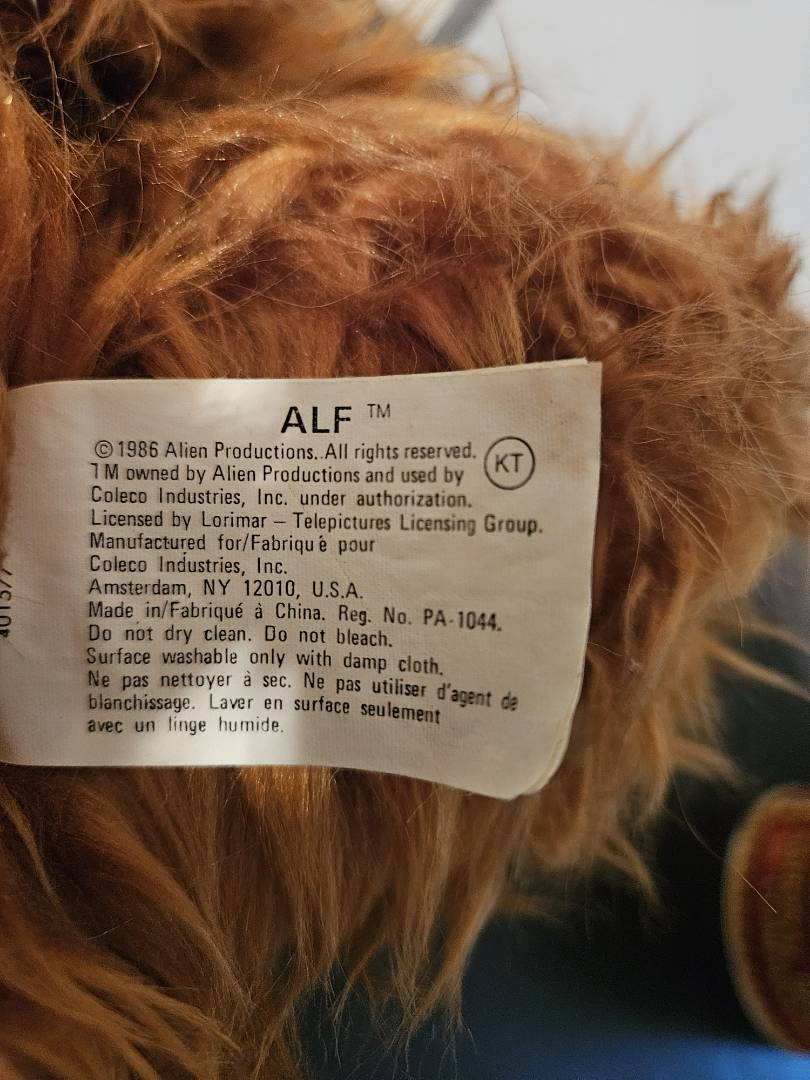 ALF ™
©1986 Alien Productions. All rights reserved.
TM owned by Alien Productions and used by
KT
Coleco Industries, Inc. under authorization.
Licensed by Lorimar – Telepictures Licensing Group.
Manufactured for/Fabriqué pour
Coleco Industries, Inc.
Amsterdam, NY 12010, U.S.A.
Made in/Fabriqué à China. Reg. No. PA-1044.
Do not dry clean. Do not bleach.
Surface washable only with damp cloth.
Ne pas nettoyer à sec. Ne pas utiliser d'agent de
blanchissage. Laver en surface seulement
avec un linge humide.